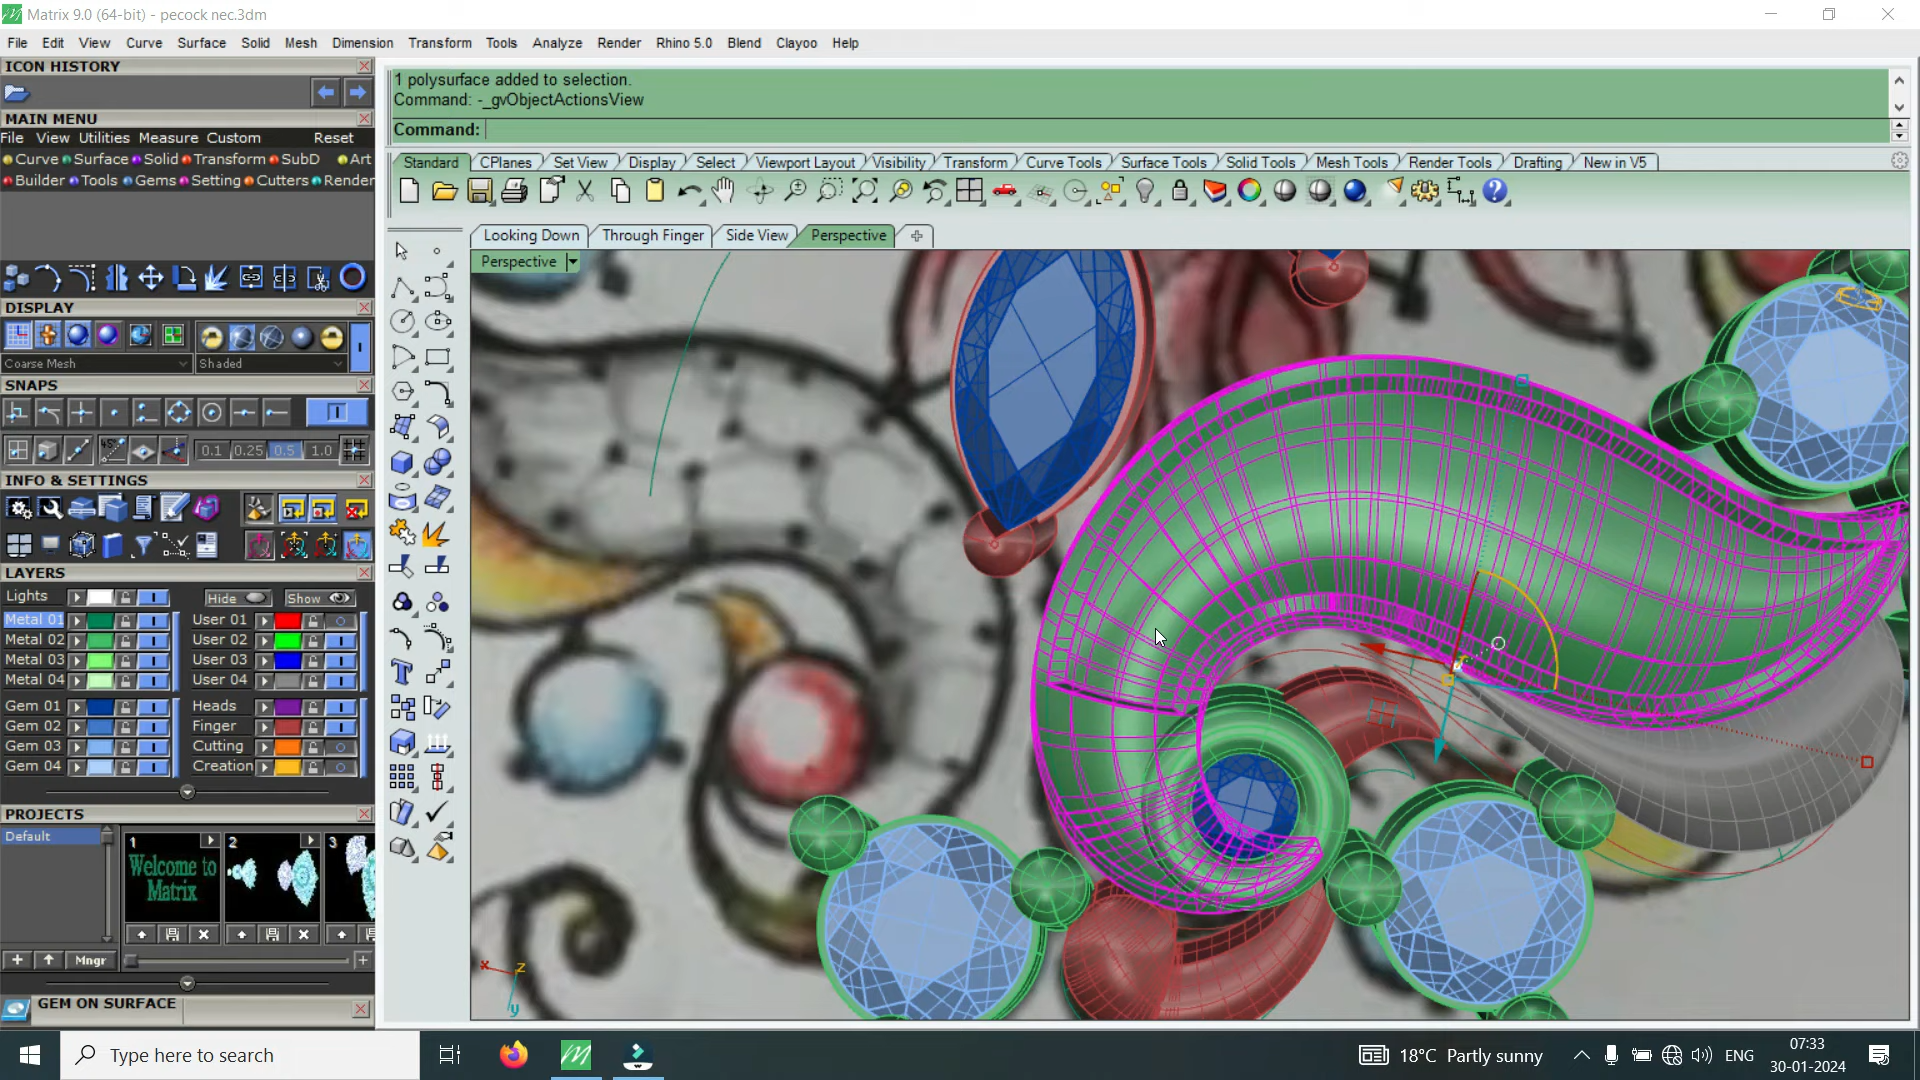 Matrix 9.0 (64-bit) - pecock nec.3dm
File Edit View Curve Surface Solid Mesh Dimension Transform Tools Analyze Render Rhino 5.0 Blend Clayoo Help
ICON HISTORY
MAIN MENU
File View Utilities Measure Custom Reset
Curve Surface Solid Transform SubD Art
Builder Tools Gems Setting Cutters Render
DISPLAY
Coarse Mesh Shaded
SNAPS
0.1 0.25 0.5 1.0
INFO & SETTINGS
LAYERS
Lights Hide Show
Metal 01 User 01
Metal 02 User 02
Metal 03 User 03
Metal 04 User 04
Gem 01 Heads
Gem 02 Finger
Gem 03 Cutting
Gem 04 Creation
PROJECTS
Default 1 2 3
Welcome to Matrix
Mngr
GEM ON SURFACE
1 polysurface added to selection.
Command: -_gvObjectActionsView
Command:
Standard CPlanes Set View Display Select Viewport Layout Visibility Transform Curve Tools Surface Tools Solid Tools Mesh Tools Render Tools Drafting New in V5
Looking Down Through Finger Side View Perspective
Perspective
x z
y
Type here to search
18°C Partly sunny
ENG
07:33
30-01-2024